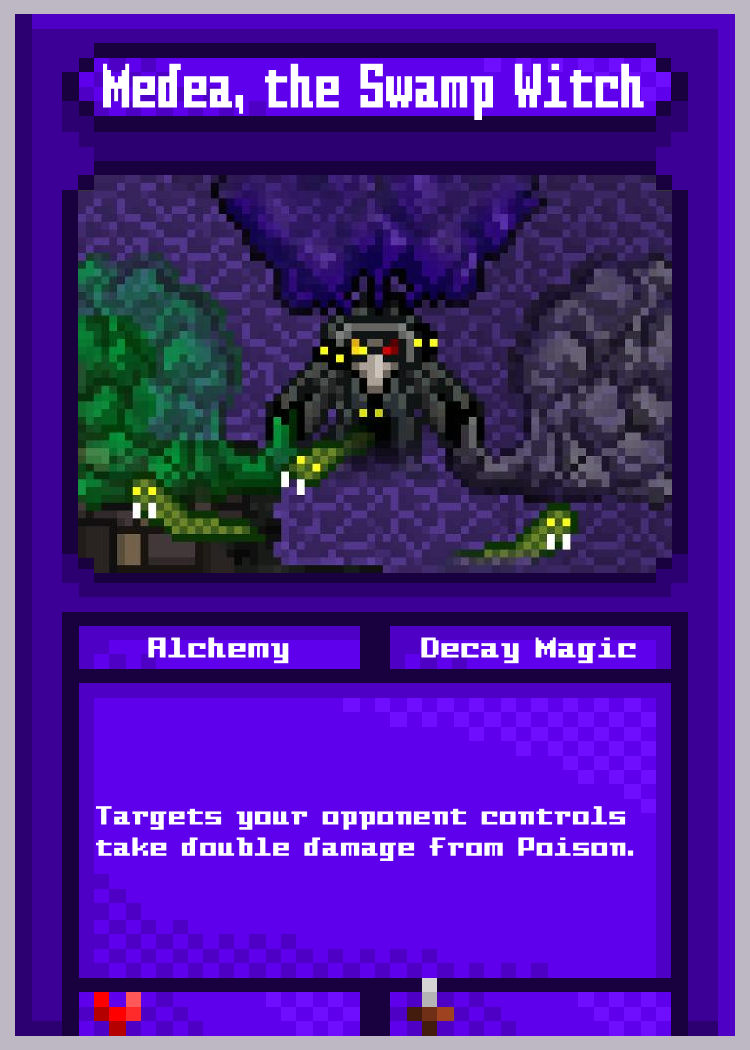 Medea, the Swamp Witch
Alchemy
Decay Magic
Targets your opponent controls
take double damage from Poison.